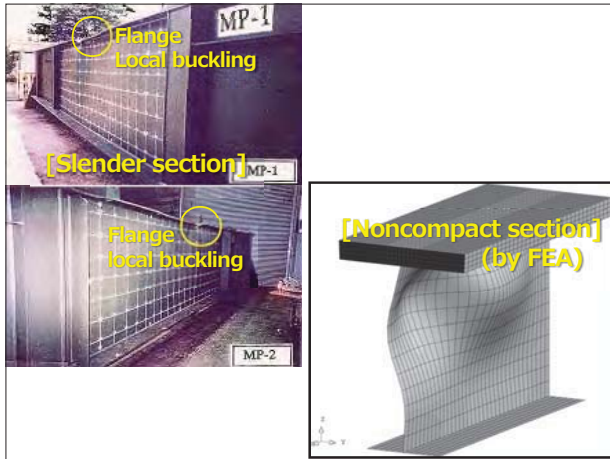 MP-1
Flange
Local buckling
[Slender section]
MP-1
Flange
local buckling
MP-2
[Noncompact section]
(by FEA)
Z
Y